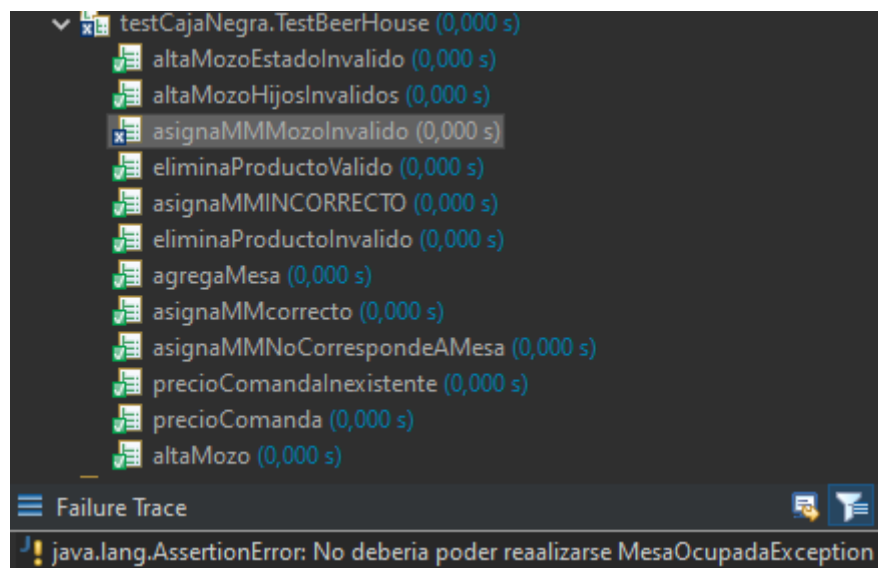 testCajaNegra.TestBeerHouse (0,000 s)
altaMozoEstadoInvalido (0,000 s)
altaMozoHijosInvalidos (0,000 s)
asignaMMMozoInvalido (0,000 s)
eliminaProductoValido (0,000 s)
asignaMMINCORRECTO (0,000 s)
eliminaProductoInvalido (0,000 s)
agregaMesa (0,000 s)
asignaMMcorrecto (0,000 s)
asignaMMNoCorrespondeAMesa (0,000 s)
precioComandaInexistente (0,000 s)
precioComanda (0,000 s)
altaMozo (0,000 s)
Failure Trace
java.lang.AssertionError: No deberia poder reaalizarse MesaOcupadaException